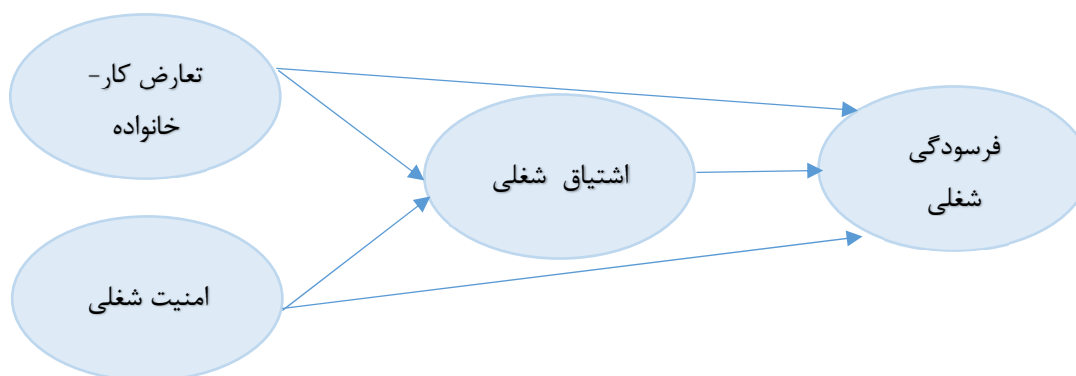 تعارض کار-
خانواده
اشتیاق شغلی
فرسودگی
شغلی
امنیت شغلی